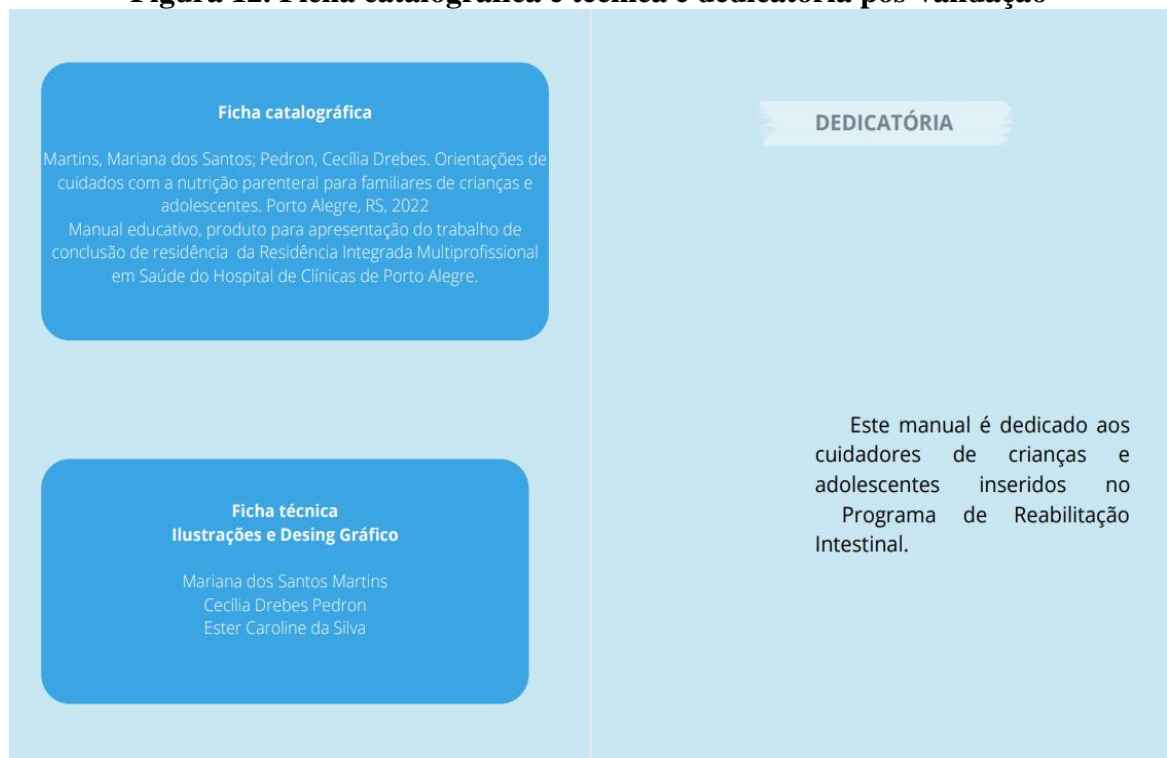 Figura 12. Ficha catalográfica e técnica e dedicatória pós-validação
Ficha catalográfica
Martins, Mariana dos Santos; Pedron, Cecília Drebes. Orientações de
cuidados com a nutrição parenteral para familiares de crianças e
adolescentes. Porto Alegre, RS, 2022
Manual educativo, produto para apresentação do trabalho de
conclusão de residência da Residência Integrada Multiprofissional
em Saúde do Hospital de Clínicas de Porto Alegre.
Ficha técnica
Ilustrações e Desing Gráfico
Mariana dos Santos Martins
Cecília Drebes Pedron
Ester Caroline da Silva
DEDICATÓRIA
Este manual é dedicado aos
cuidadores de crianças e
adolescentes inseridos no
Programa de Reabilitação
Intestinal.